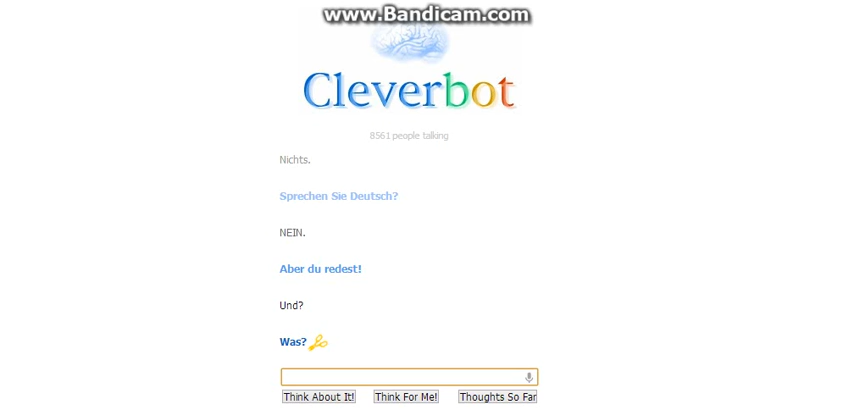 www.Bandicam.com
Cleverbot
8561 people talking
Nichts.
Sprechen Sie Deutsch?
NEIN.
Aber du redest!
Und?
Was?
Think About It! Think For Me! Thoughts So Far